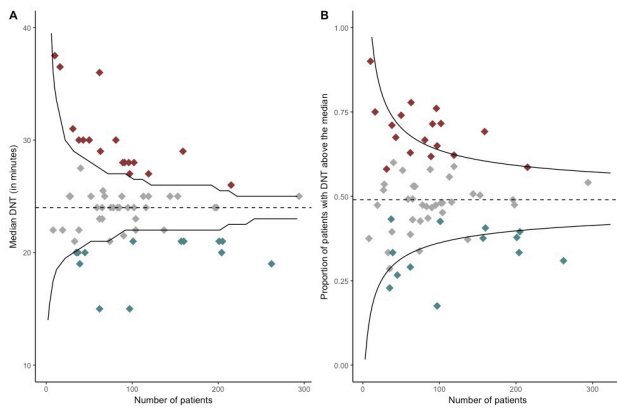 A
Median DNT (in minutes)
40
30
20
10
0
100
200
300
Number of patients
B
Proportion of patients with DNT above the median
1.00
0.75
0.50
0.25
0.00
0
100
200
300
Number of patients